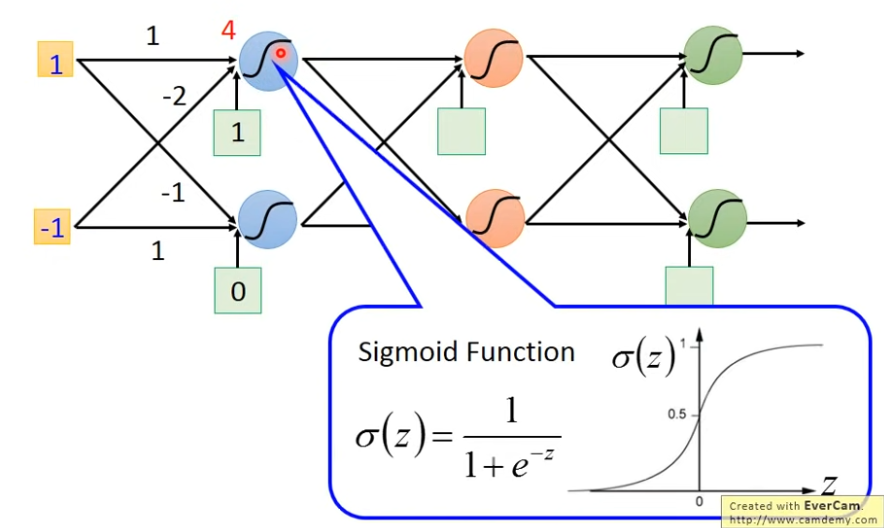 1
1
4
-2
1
-1
-1
1
0
Sigmoid Function
σ(z) = 1 / (1 + e^{-z})
σ(z)
1
0.5
0
z
Created with EverCam.
http://www.camdemy.com